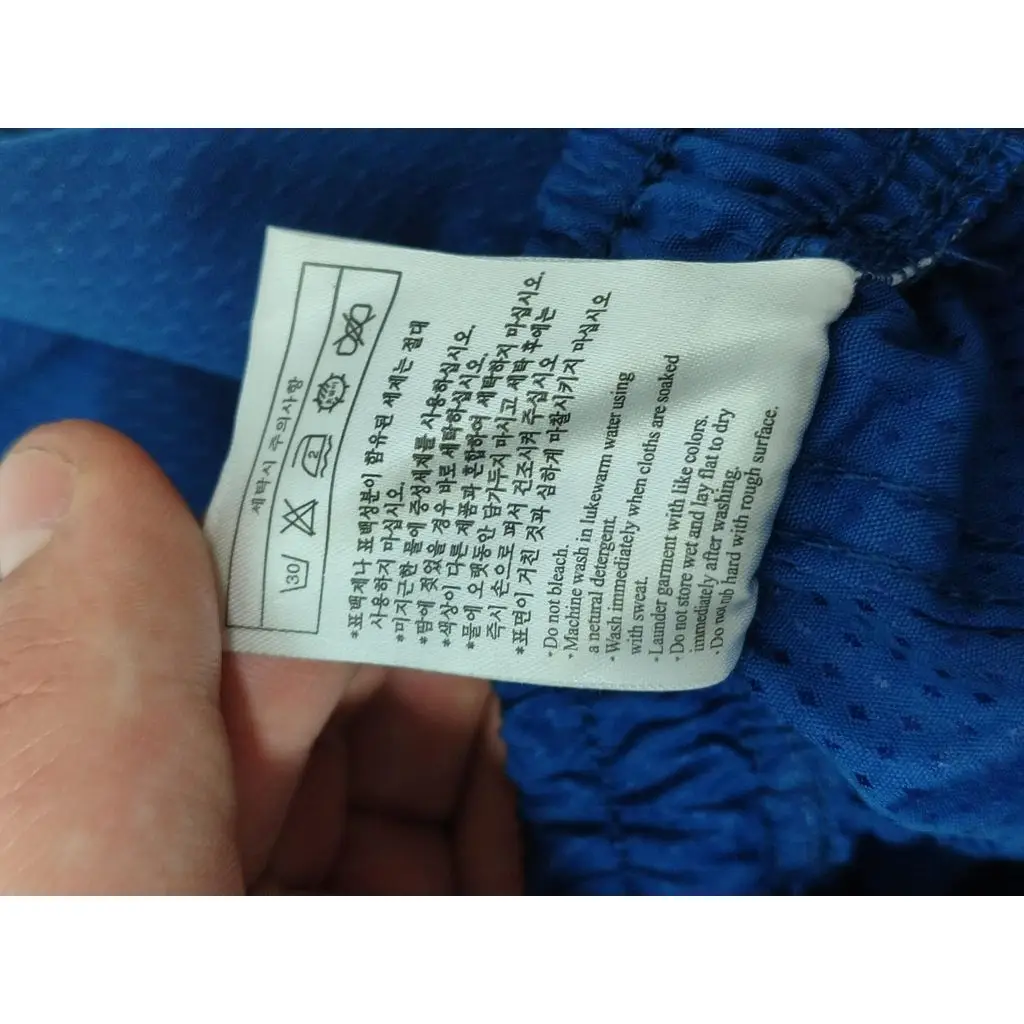 세탁시 주의사항
30
2
*표백제나 표백성분이 함유된 세제는 절대
사용하지 마십시오.
*미지근한 물에 중성세제를 사용하십시오.
*땀에 젖었을 경우 바로 세탁하십시오.
*색상이 다른 제품과 혼합하여 세탁하지 마십시오.
*물에 오랫동안 담가두지 마시고 세탁 후에는
즉시 손으로 펴서 건조시켜 주십시오
*표면이 거친 것과 심하게 마찰시키지 마십시오
·Do not bleach.
·Machine wash in lukewarm water using
a netural detergent.
·Wash immediately when cloths are soaked
with sweat.
·Launder garment with like colors.
·Do not store wet and lay flat to dry
immediately after washing.
·Do not rub hard with rough surface.